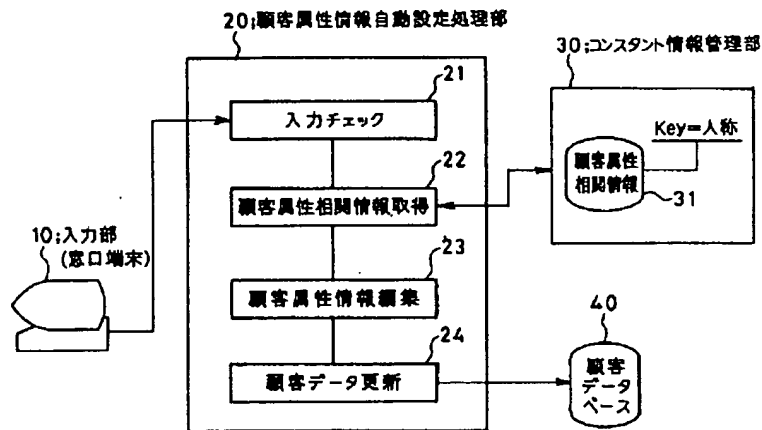 20;顧客属性情報自動設定処理部
30;コンスタント情報管理部
21
入力チェック
Key=人称
顧客属性
相関情報
31
22
顧客属性相関情報取得
10;入力部
(窓口端末)
23
顧客属性情報編集
24
顧客データ更新
40
顧客
データ
ベース